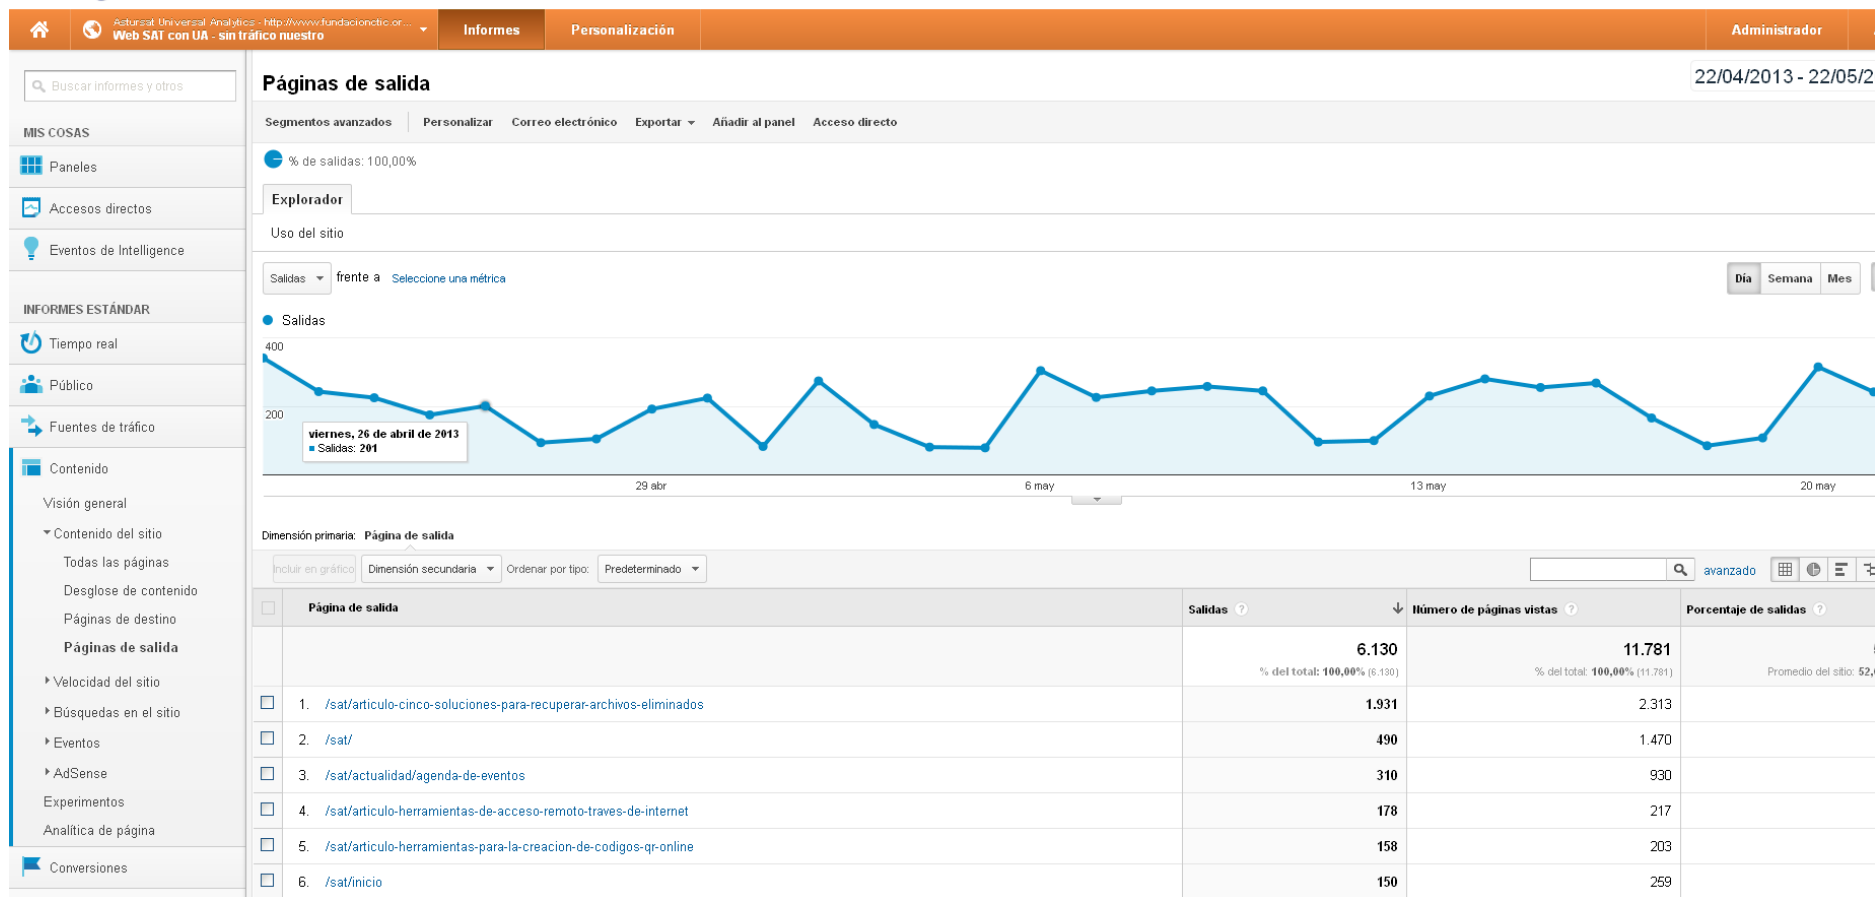 Astursat Universal Analytics - http://www.fundacionctic.or...
Web SAT con UA - sin tráfico nuestro
Informes
Personalización
Administrador
Buscar informes y otros
Páginas de salida
22/04/2013 - 22/05/2
Segmentos avanzados
Personalizar
Correo electrónico
Exportar
Añadir al panel
Acceso directo
MIS COSAS
% de salidas: 100,00%
Paneles
Explorador
Accesos directos
Uso del sitio
Eventos de Intelligence
Salidas
frente a
Seleccione una métrica
Día
Semana
Mes
INFORMES ESTÁNDAR
Salidas
Tiempo real
400
Público
200
Fuentes de tráfico
viernes, 26 de abril de 2013
Salidas: 201
Contenido
29 abr
6 may
13 may
20 may
Visión general
Contenido del sitio
Dimensión primaria: Página de salida
Todas las páginas
Incluir en gráfico
Dimensión secundaria
Ordenar por tipo:
Predeterminado
avanzado
Desglose de contenido
Páginas de destino
Página de salida
Salidas
Número de páginas vistas
Porcentaje de salidas
Páginas de salida
6.130
11.781
% del total: 100,00% (6.130)
% del total: 100,00% (11.781)
Promedio del sitio: 52,
Velocidad del sitio
1. /sat/articulo-cinco-soluciones-para-recuperar-archivos-eliminados 1.931 2.313
Búsquedas en el sitio
2. /sat/ 490 1.470
Eventos
3. /sat/actualidad/agenda-de-eventos 310 930
AdSense
Experimentos
4. /sat/articulo-herramientas-de-acceso-remoto-traves-de-internet 178 217
Analítica de página
5. /sat/articulo-herramientas-para-la-creacion-de-codigos-qr-online 158 203
Conversiones
6. /sat/inicio 150 259